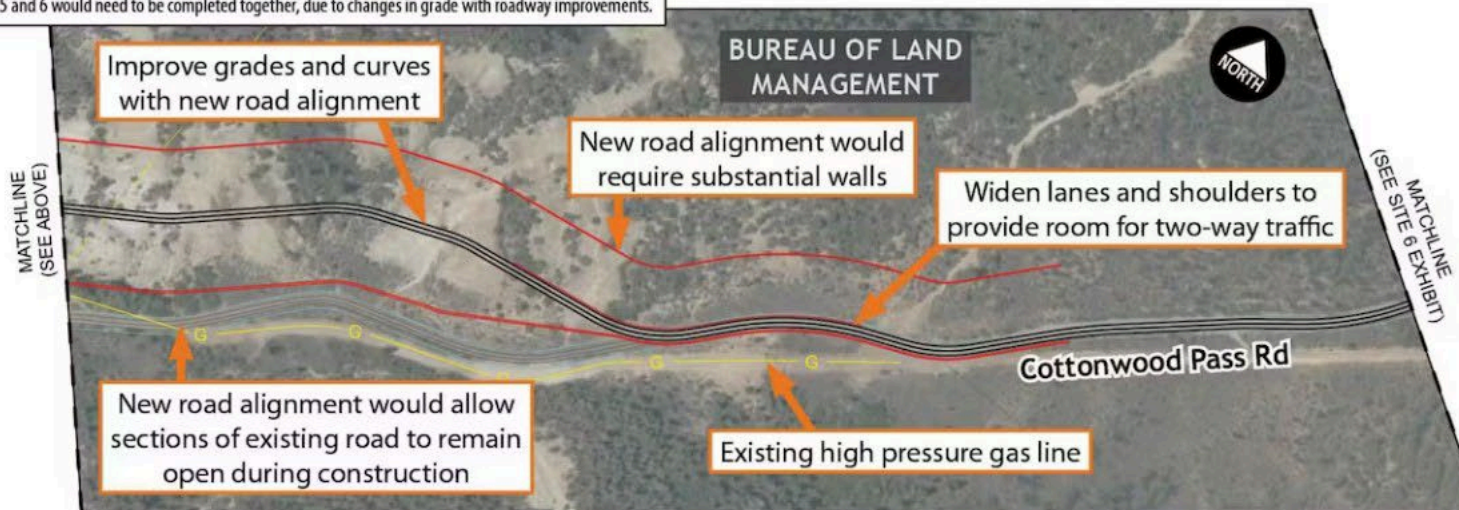 5 and 6 would need to be completed together, due to changes in grade with roadway improvements.
BUREAU OF LAND
MANAGEMENT
NORTH
Improve grades and curves
with new road alignment
New road alignment would
require substantial walls
Widen lanes and shoulders to
provide room for two-way traffic
MATCHLINE
(SEE ABOVE)
MATCHLINE
(SEE SITE 6 EXHIBIT)
G
G
G
G
Cottonwood Pass Rd
New road alignment would allow
sections of existing road to remain
open during construction
Existing high pressure gas line